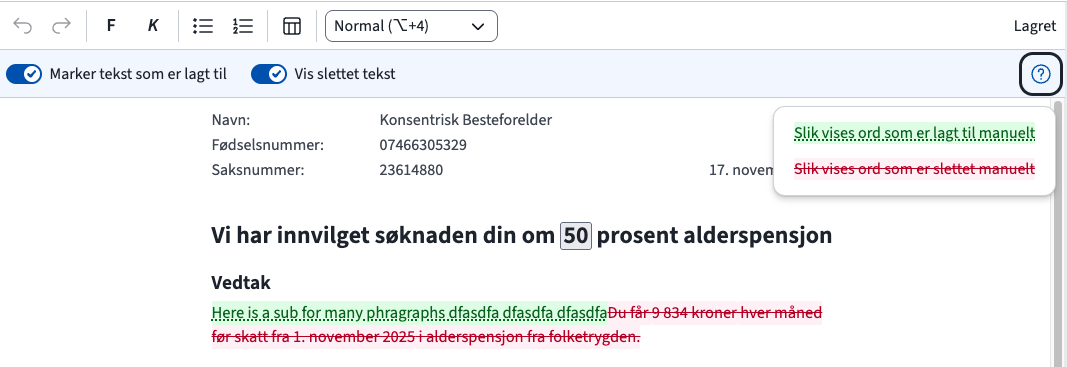 F K Normal (⌥+4) Lagret
Marker tekst som er lagt til Vis slettet tekst
Navn: Konsentrisk Besteforelder
Fødselsnummer: 07466305329
Saksnummer: 23614880 17. novem
Slik vises ord som er lagt til manuelt
Slik vises ord som er slettet manuelt
Vi har innvilget søknaden din om 50 prosent alderspensjon
Vedtak
Here is a sub for many phragraphs dfasdfa dfasdfa dfasdfaDu får 9 834 kroner hver måned
før skatt fra 1. november 2025 i alderspensjon fra folketrygden.